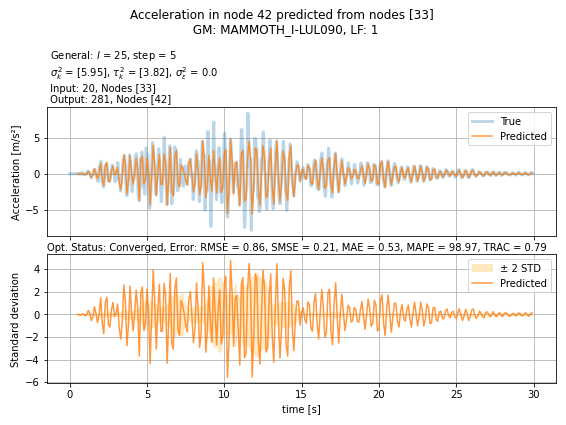 Acceleration in node 42 predicted from nodes [33]
GM: MAMMOTH_I-LUL090, LF: 1
General: l = 25, step = 5
σ²ₖ = [5.95], τ²ₖ = [3.82], σ²ε = 0.0
Input: 20, Nodes [33]
Output: 281, Nodes [42]
True
Predicted
Acceleration [m/s²]
5
0
−5
Opt. Status: Converged, Error: RMSE = 0.86, SMSE = 0.21, MAE = 0.53, MAPE = 98.97, TRAC = 0.79
± 2 STD
Predicted
Standard deviation
4
2
0
−2
−4
−6
0 5 10 15 20 25 30
time [s]